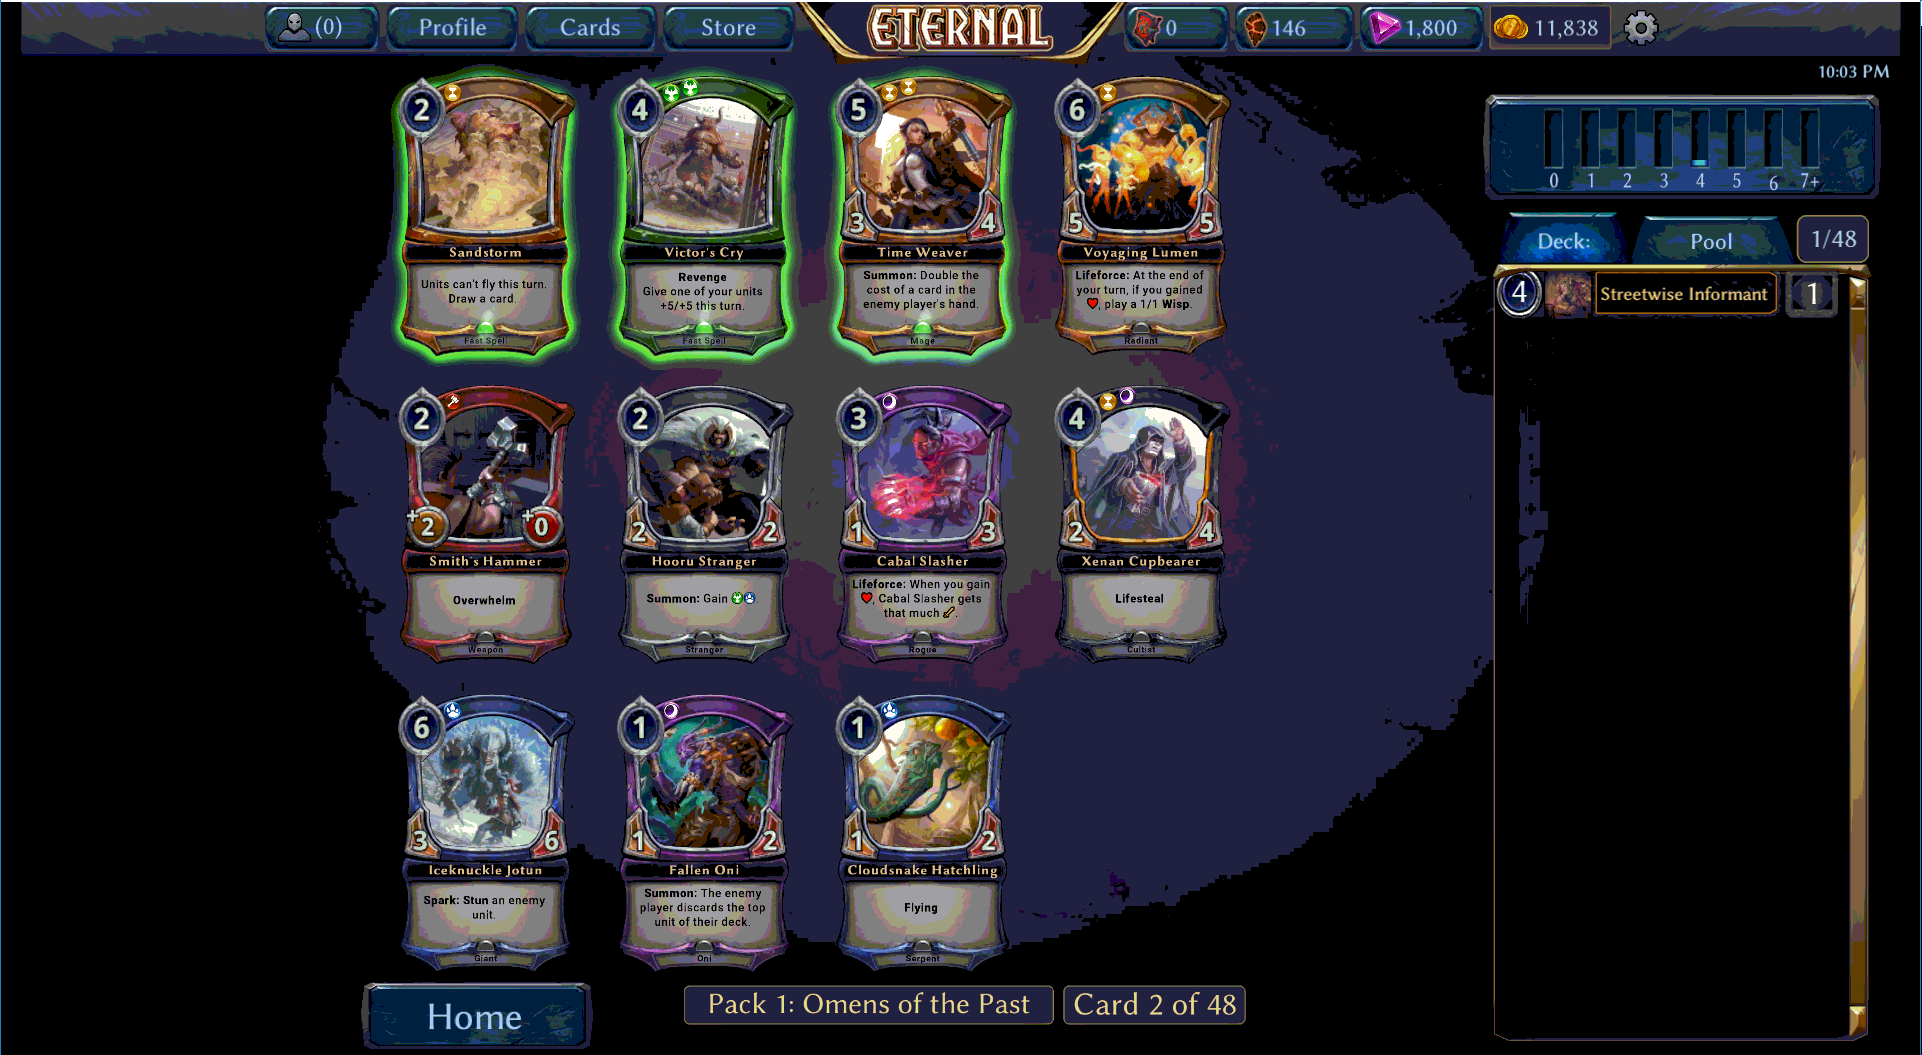 (0) Profile Cards Store ETERNAL 0 146 1,800 11,838
10:03 PM
2
Sandstorm
Units can't fly this turn.
Draw a card.
Fast Spell
4
Victor's Cry
Revenge
Give one of your units
+5/+5 this turn.
Fast Spell
5
3 4
Time Weaver
Summon: Double the
cost of a card in the
enemy player's hand.
Mage
6
5 5
Voyaging Lumen
Lifeforce: At the end of
your turn, if you gained
, play a 1/1 Wisp.
Radiant
2
+2 +0
Smith's Hammer
Overwhelm
Weapon
2
2 2
Hooru Stranger
Summon: Gain .
Stranger
3
1 3
Cabal Slasher
Lifeforce: When you gain
, Cabal Slasher gets
that much .
Rogue
4
2 4
Xenan Cupbearer
Lifesteal
Cultist
6
3 6
Iceknuckle Jotun
Spark: Stun an enemy
unit.
Giant
1
1 2
Fallen Oni
Summon: The enemy
player discards the top
unit of their deck.
Oni
1
1 2
Cloudsnake Hatchling
Flying
Serpent
0 1 2 3 4 5 6 7+
Deck: Pool 1/48
4 Streetwise Informant 1
Home
Pack 1: Omens of the Past
Card 2 of 48